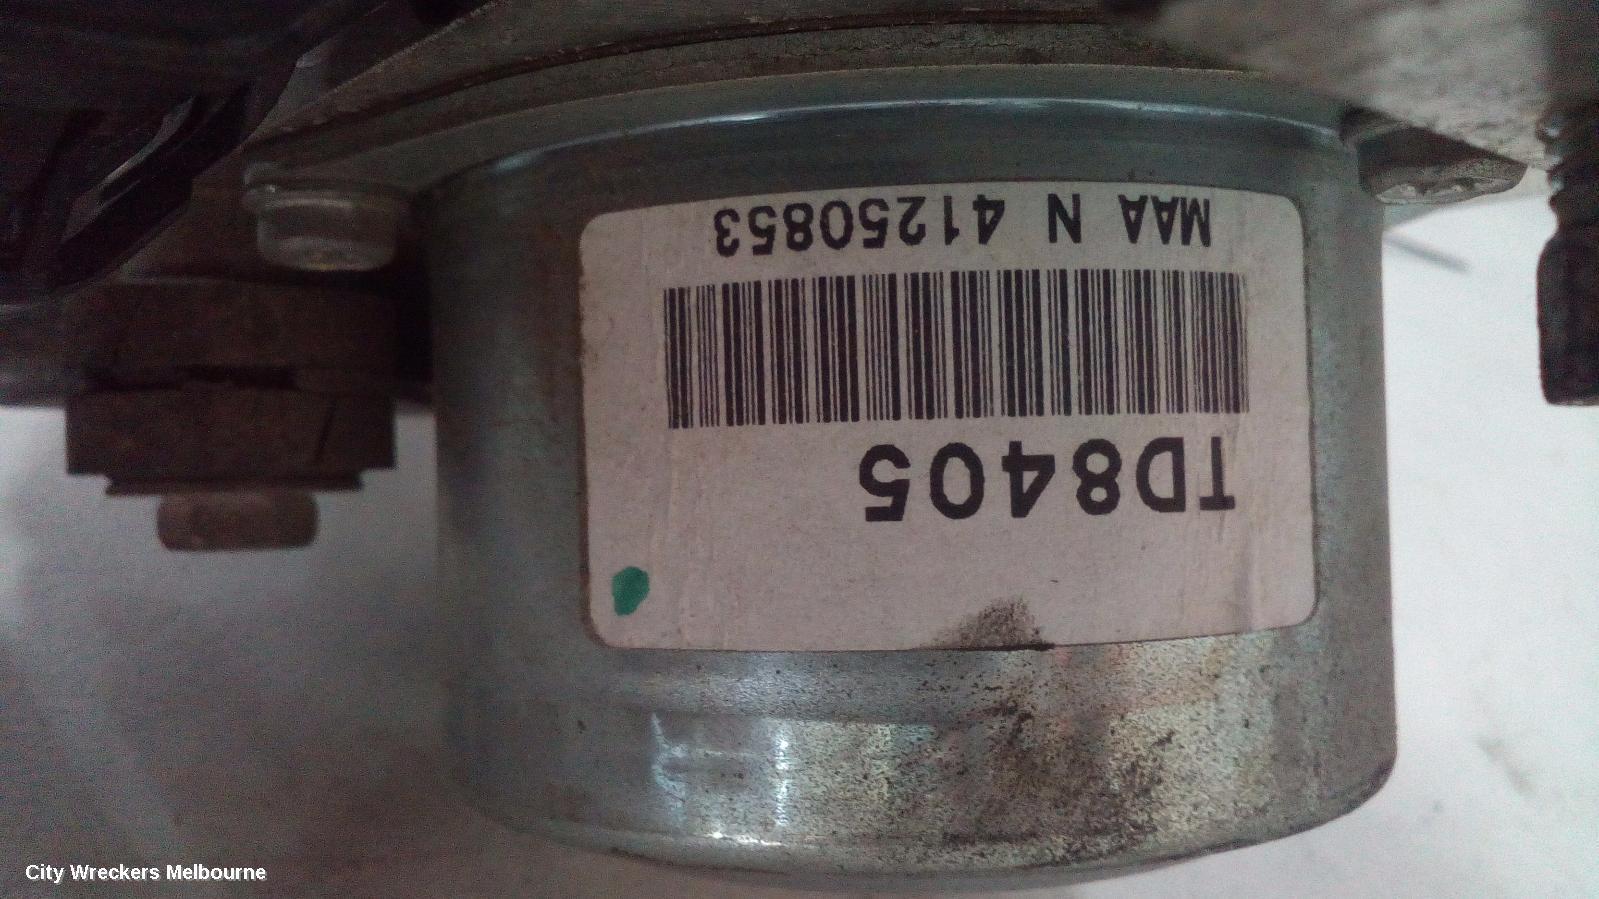 TD8405
MAA N 41250853
City Wreckers Melbourne